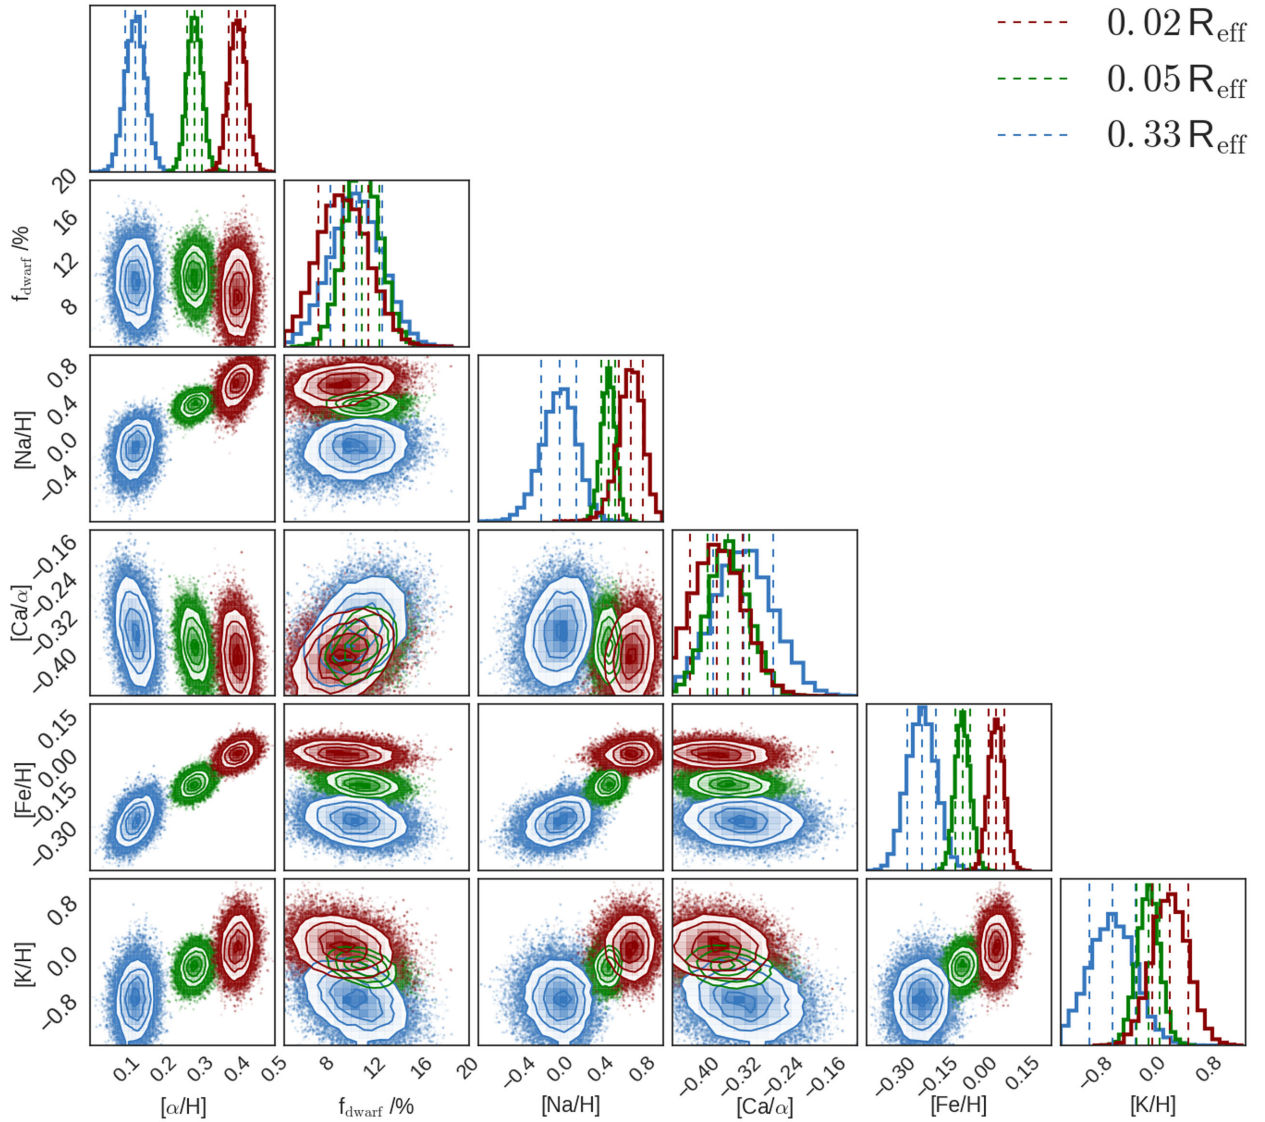 0.02 R_eff
0.05 R_eff
0.33 R_eff
20
16
12
8
f_dwarf /%
0.8
0.4
0.0
−0.4
[Na/H]
−0.16
−0.24
−0.32
−0.40
[Ca/α]
0.15
0.00
−0.15
−0.30
[Fe/H]
0.8
0.0
−0.8
[K/H]
0.1 0.2 0.3 0.4 0.5 8 12 16 20 −0.4 0.0 0.4 0.8 −0.40 −0.32 −0.24 −0.16 −0.30 −0.15 0.00 0.15 −0.8 0.0 0.8
[α/H] f_dwarf /% [Na/H] [Ca/α] [Fe/H] [K/H]